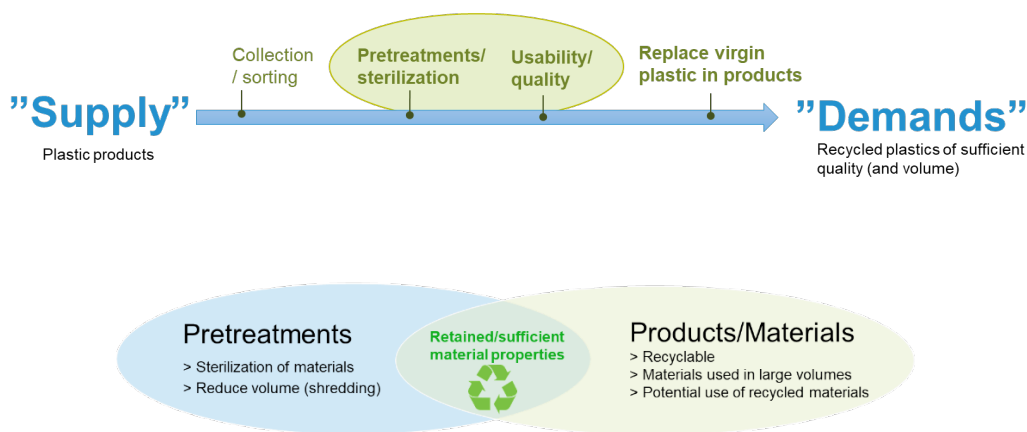 Collection
/ sorting
Pretreatments/
sterilization
Usability/
quality
Replace virgin
plastic in products
”Supply”
Plastic products
”Demands”
Recycled plastics of sufficient
quality (and volume)
Pretreatments
> Sterilization of materials
> Reduce volume (shredding)
Retained/sufficient
material properties
Products/Materials
> Recyclable
> Materials used in large volumes
> Potential use of recycled materials